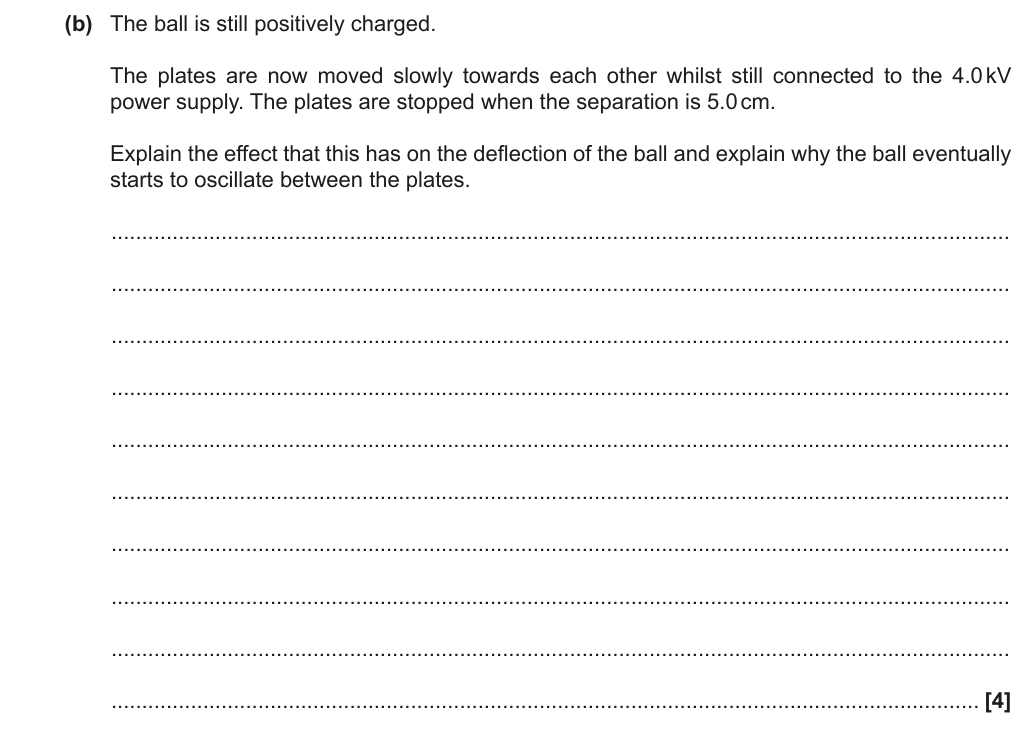 (b) The ball is still positively charged.
The plates are now moved slowly towards each other whilst still connected to the 4.0 kV
power supply. The plates are stopped when the separation is 5.0 cm.
Explain the effect that this has on the deflection of the ball and explain why the ball eventually
starts to oscillate between the plates.
[4]